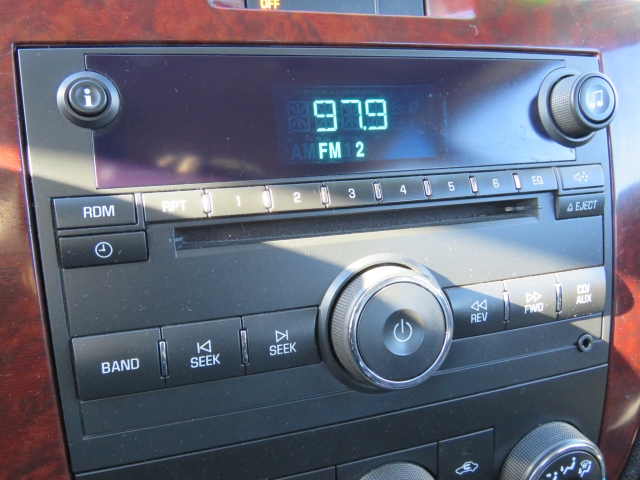 OFF
i
97.9
AM FM 2
RPT 1 2 3 4 5 6 EQ
RDM
EJECT
REV FWD CD/AUX
BAND SEEK SEEK